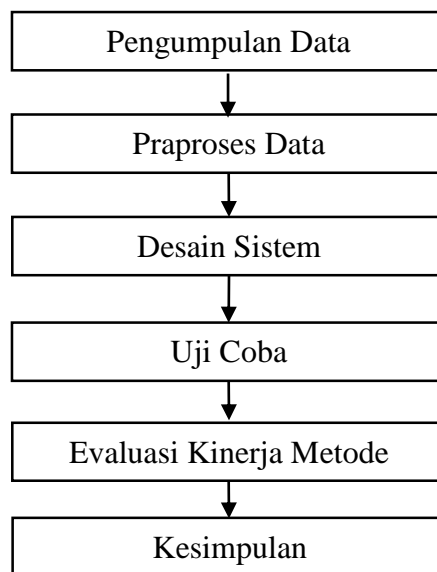 Pengumpulan Data
Praproses Data
Desain Sistem
Uji Coba
Evaluasi Kinerja Metode
Kesimpulan